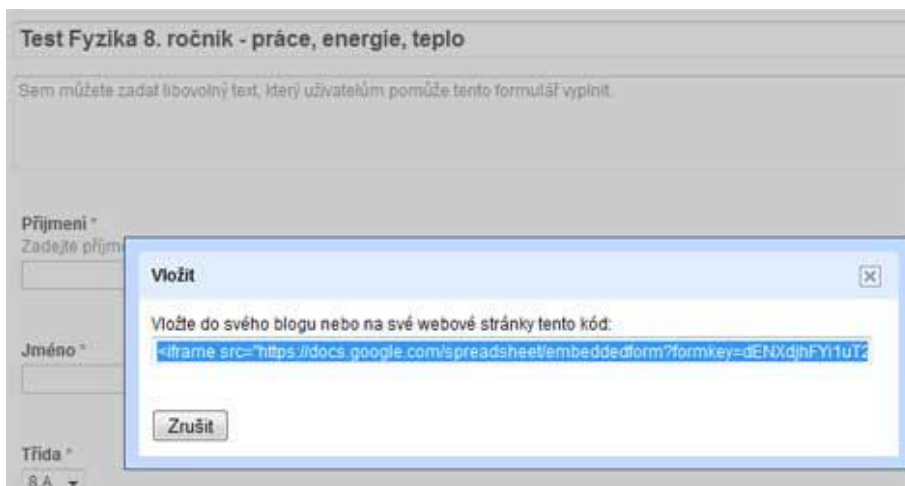 Test Fyzika 8. ročník - práce, energie, teplo
Sem můžete zadat libovolný text, který uživatelům pomůže tento formulář vyplnit.
Příjmení *
Zadejte příjm
Vložit
Vložte do svého blogu nebo na své webové stránky tento kód:
<iframe src="https://docs.google.com/spreadsheet/embeddedform?formkey=
Jméno *
Zrušit
Třída *
8.A